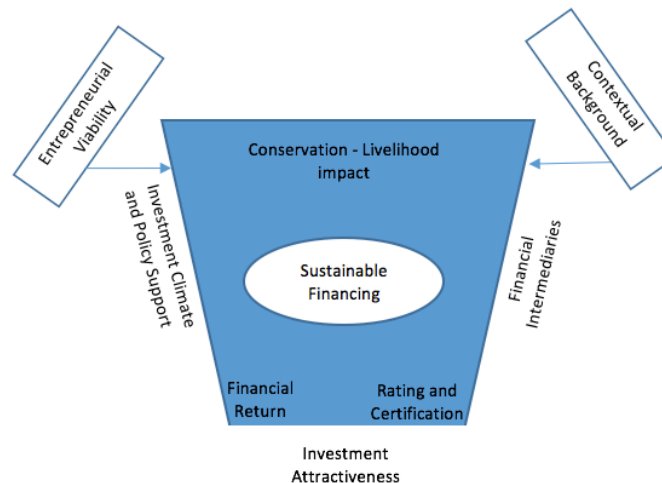 Entrepreneurial
Viability
Contextual
Background
Conservation - Livelihood
impact
Investment Climate
and Policy Support
Financial
Intermediaries
Sustainable
Financing
Financial
Return
Rating and
Certification
Investment
Attractiveness